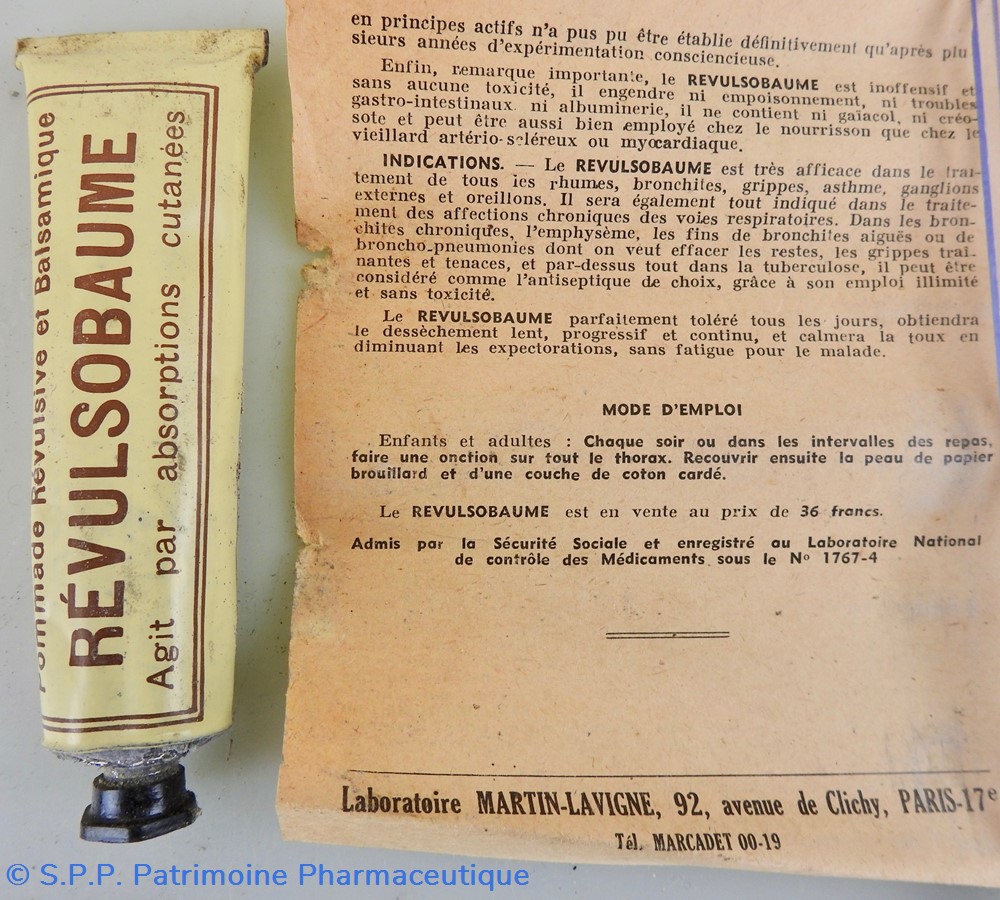 Pommade Révulsive et Balsamique
RÉVULSOBAUME
Agit par absorptions cutanées
en principes actifs n'a pus pu être établie définitivement qu'après plu
sieurs années d'expérimentation consciencieuse.
Enfin, remarque importante, le REVULSOBAUME est inoffensif et
sans aucune toxicité, il engendre ni empoisonnement, ni troubles
gastro-intestinaux ni albuminerie, il ne contient ni gaïacol, ni créo-
sote et peut être aussi bien employé chez le nourrisson que chez le
vieillard artério-scléreux ou myocardiaque.
INDICATIONS. — Le REVULSOBAUME est très afficace dans le trai-
tement de tous les rhumes, bronchites, grippes, asthme, ganglions
externes et oreillons. Il sera également tout indiqué dans le traite-
ment des affections chroniques des voies respiratoires. Dans les bron-
chites chroniques, l'emphysème, les fins de bronchites aiguës ou de
broncho-pneumonies dont on veut effacer les restes, les grippes traî-
nantes et tenaces, et par-dessus tout dans la tuberculose, il peut être
considéré comme l'antiseptique de choix, grâce à son emploi illimité
et sans toxicité.
Le REVULSOBAUME parfaitement toléré tous les jours, obtiendra
le dessèchement lent, progressif et continu, et calmera la toux en
diminuant les expectorations, sans fatigue pour le malade.
MODE D'EMPLOI
Enfants et adultes : Chaque soir ou dans les intervalles des repas,
faire une onction sur tout le thorax. Recouvrir ensuite la peau de papier
brouillard et d'une couche de coton cardé.
Le REVULSOBAUME est en vente au prix de 36 francs.
Admis par la Sécurité Sociale et enregistré au Laboratoire National
de contrôle des Médicaments sous le N° 1767-4
Laboratoire MARTIN-LAVIGNE, 92, avenue de Clichy, PARIS-17e
Tél. MARCADET 00-19
© S.P.P. Patrimoine Pharmaceutique